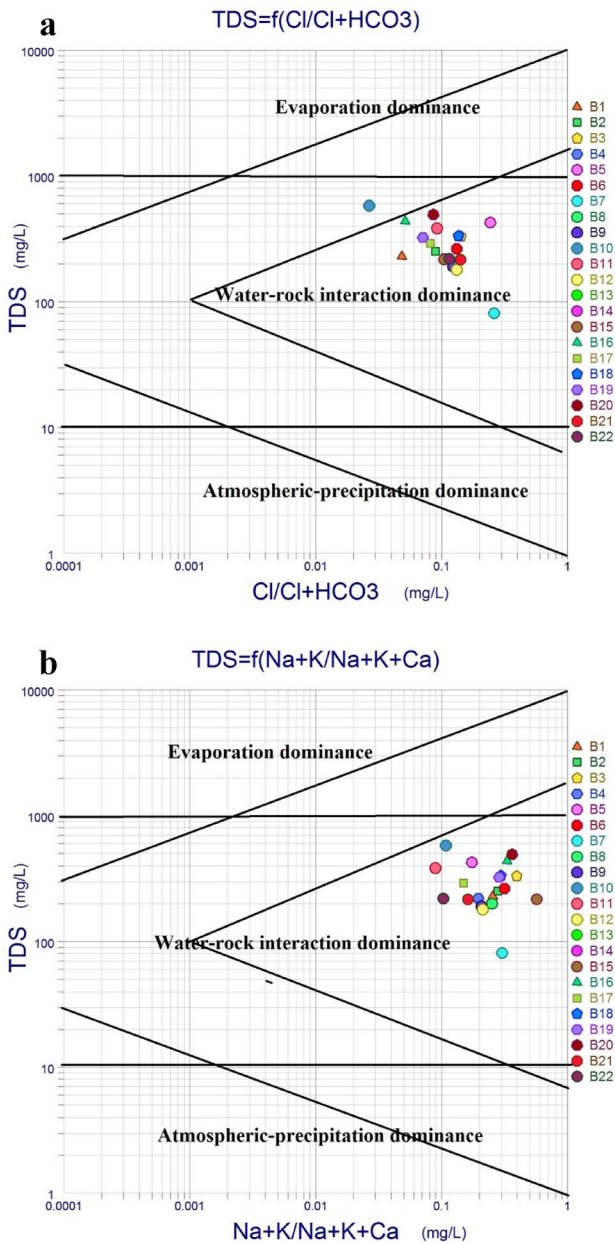 a
TDS=f(Cl/Cl+HCO3)
10000
1000
100
10
1
TDS (mg/L)
Evaporation dominance
Water-rock interaction dominance
Atmospheric-precipitation dominance
0.0001
0.001
0.01
0.1
1
Cl/Cl+HCO3 (mg/L)
B1
B2
B3
B4
B5
B6
B7
B8
B9
B10
B11
B12
B13
B14
B15
B16
B17
B18
B19
B20
B21
B22
b
TDS=f(Na+K/Na+K+Ca)
10000
1000
100
10
1
TDS (mg/L)
Evaporation dominance
Water-rock interaction dominance
Atmospheric-precipitation dominance
0.0001
0.001
0.01
0.1
1
Na+K/Na+K+Ca (mg/L)
B1
B2
B3
B4
B5
B6
B7
B8
B9
B10
B11
B12
B13
B14
B15
B16
B17
B18
B19
B20
B21
B22